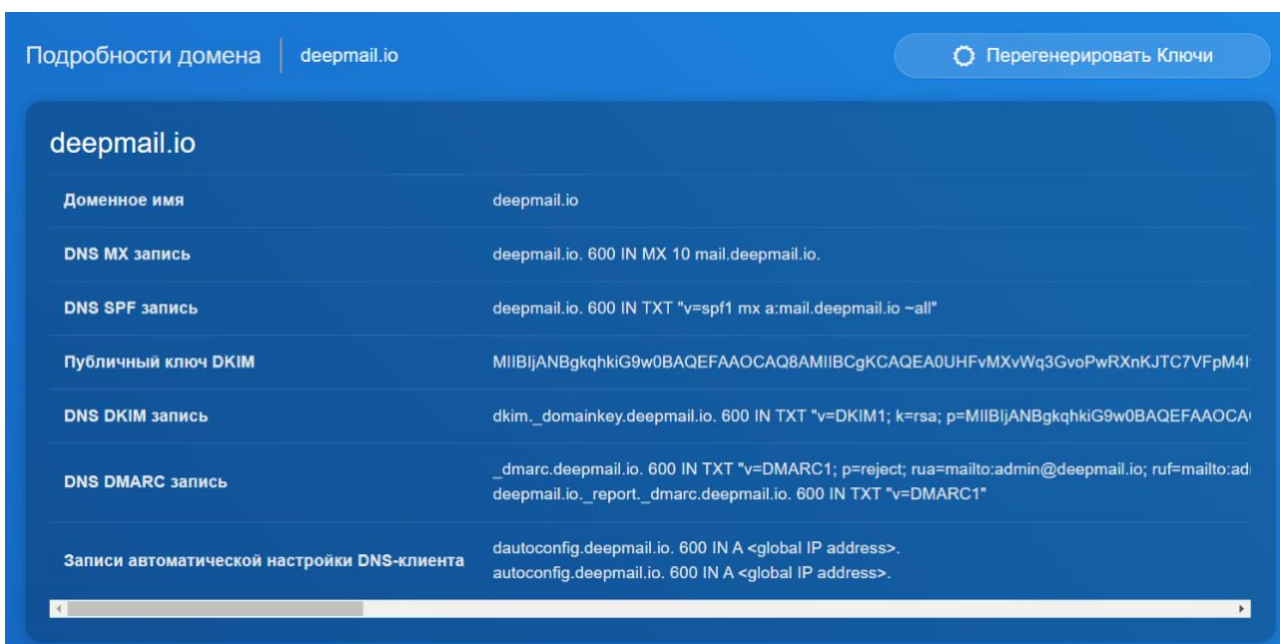 Подробности домена deepmail.io Перегенерировать Ключи
deepmail.io
Доменное имя deepmail.io
DNS MX запись deepmail.io. 600 IN MX 10 mail.deepmail.io.
DNS SPF запись deepmail.io. 600 IN TXT "v=spf1 mx a:mail.deepmail.io ~all"
Публичный ключ DKIM MIIBIjANBgkqhkiG9w0BAQEFAAOCAQ8AMIIBCgKCAQEA0UHFvMXvWq3GvoPwRXnKJTC7VFpM4I
DNS DKIM запись dkim._domainkey.deepmail.io. 600 IN TXT "v=DKIM1; k=rsa; p=MIIBIjANBgkqhkiG9w0BAQEFAAOCA
DNS DMARC запись
_dmarc.deepmail.io. 600 IN TXT "v=DMARC1; p=reject; rua=mailto:admin@deepmail.io; ruf=mailto:ad
deepmail.io._report._dmarc.deepmail.io. 600 IN TXT "v=DMARC1"
Записи автоматической настройки DNS-клиента
dautoconfig.deepmail.io. 600 IN A <global IP address>.
autoconfig.deepmail.io. 600 IN A <global IP address>.